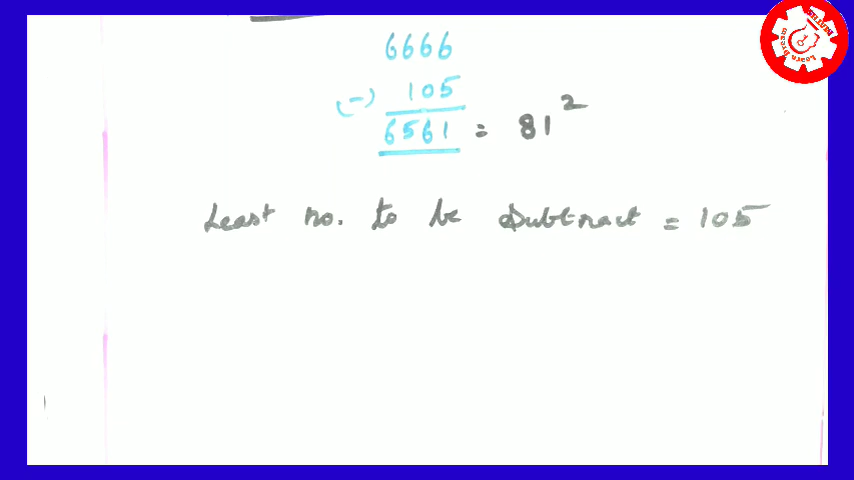 6666
(-) 105
6561 = 81²
Least no. to be Subtract = 105